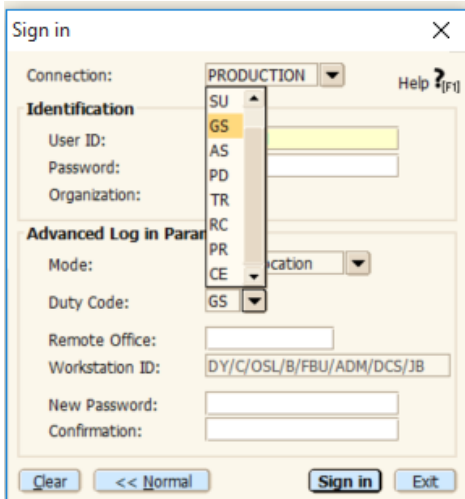 Sign in
Connection: PRODUCTION Help ?[F1]
SU
Identification
GS
User ID:
AS
Password:
PD
Organization:
TR
RC
Advanced Log in Para
PR
Mode: ocation
CE
Duty Code: GS
Remote Office:
Workstation ID: DY/C/OSL/B/FBU/ADM/DCS/JB
New Password:
Confirmation:
Clear << Normal Sign in Exit